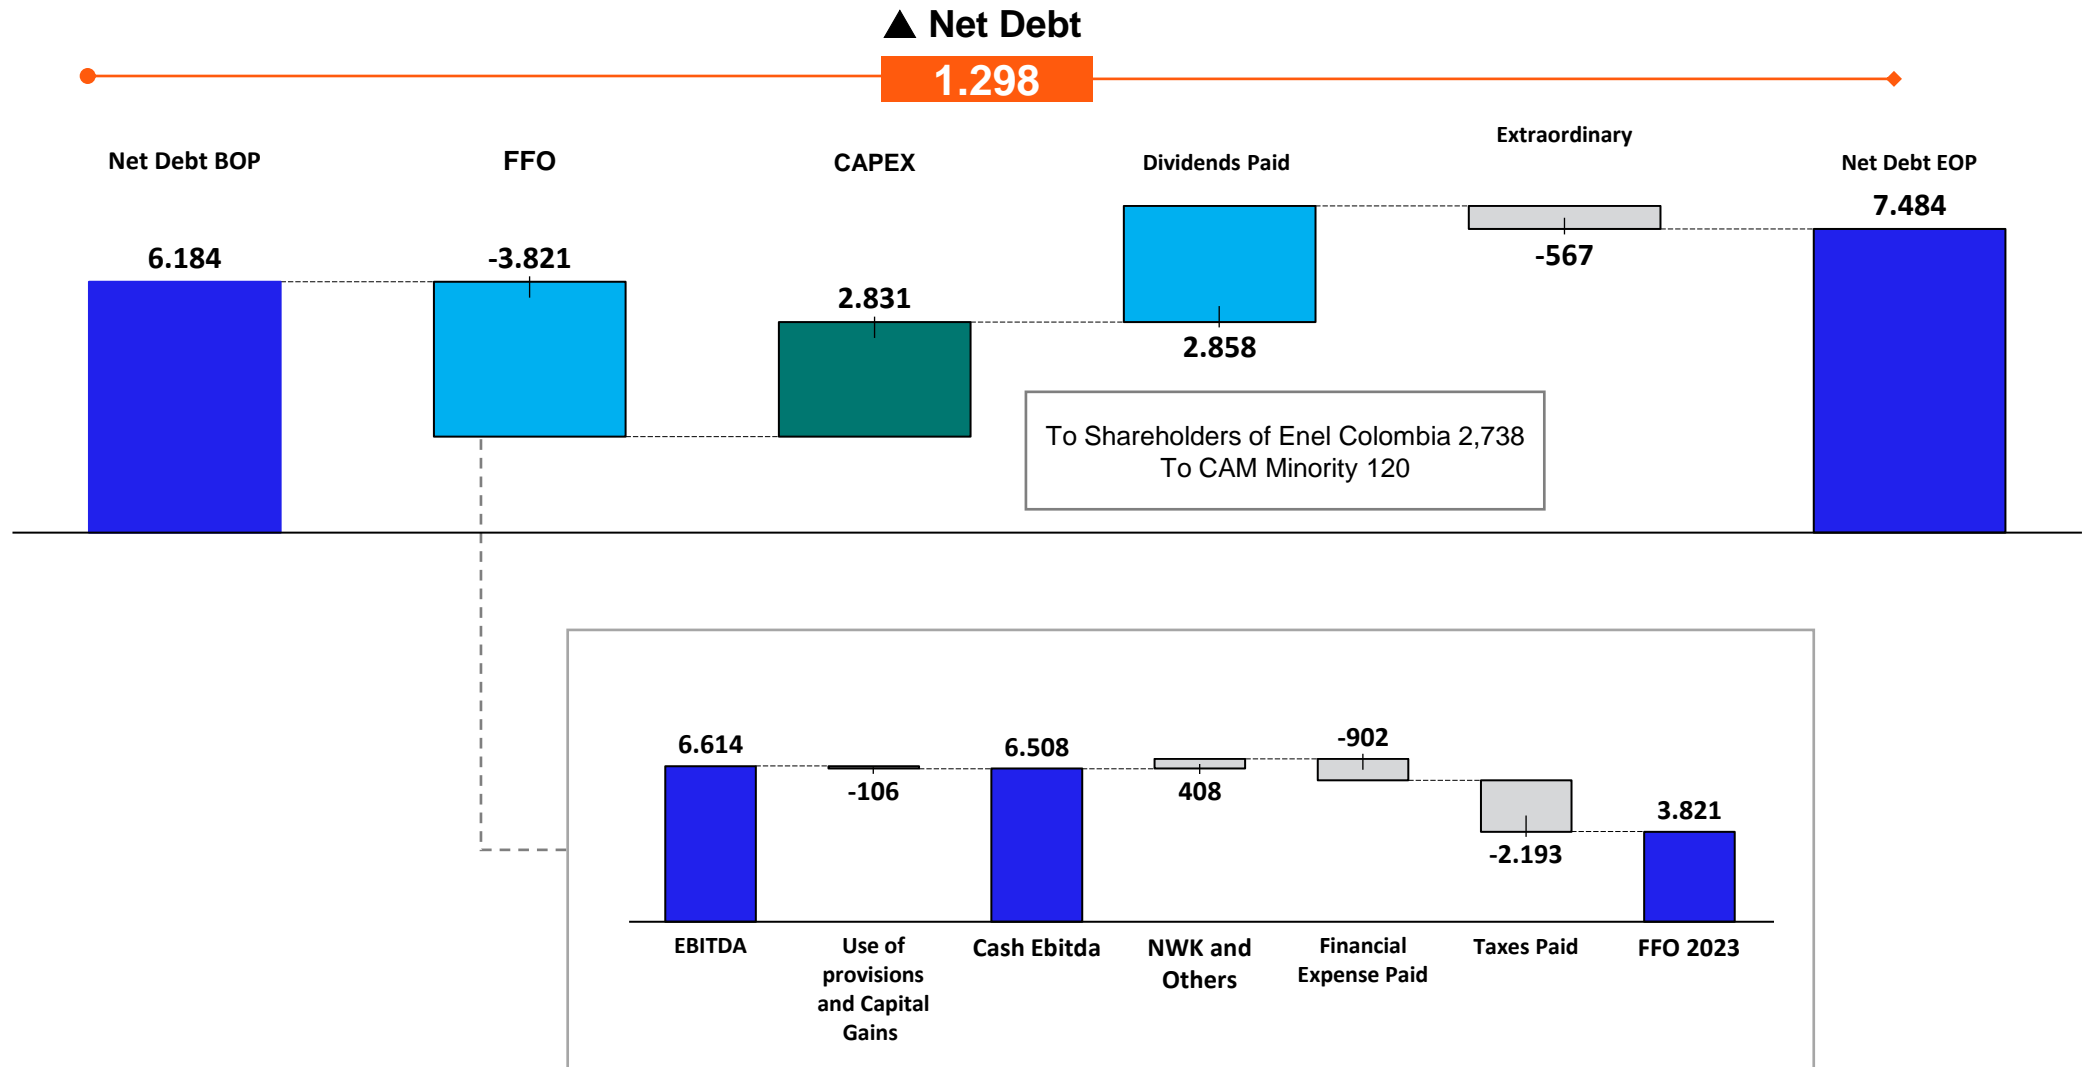 ▲ Net Debt
1.298
Net Debt BOP
FFO
CAPEX
Dividends Paid
Extraordinary
Net Debt EOP
6.184
-3.821
2.831
2.858
-567
7.484
To Shareholders of Enel Colombia 2,738
To CAM Minority 120
6.614
-106
6.508
408
-902
-2.193
3.821
EBITDA
Use of
provisions
and Capital
Gains
Cash Ebitda
NWK and
Others
Financial
Expense Paid
Taxes Paid
FFO 2023